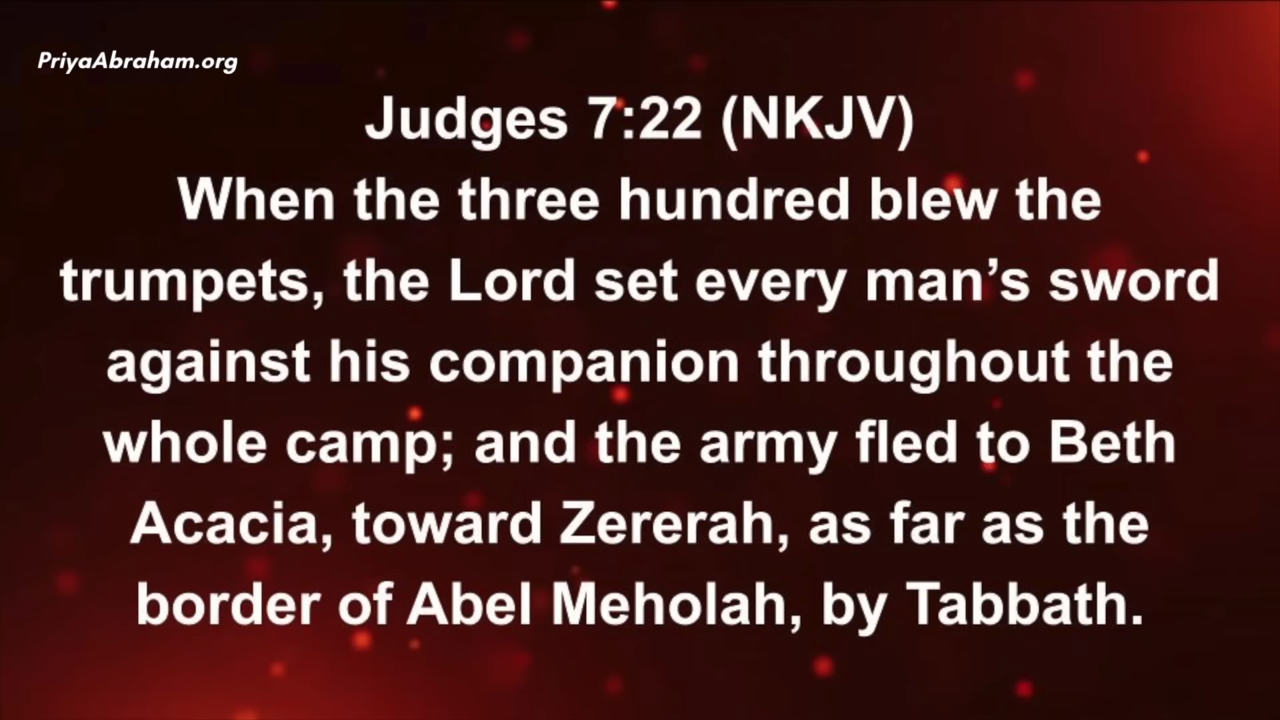 PriyaAbraham.org
Judges 7:22 (NKJV)
When the three hundred blew the
trumpets, the Lord set every man’s sword
against his companion throughout the
whole camp; and the army fled to Beth
Acacia, toward Zererah, as far as the
border of Abel Meholah, by Tabbath.